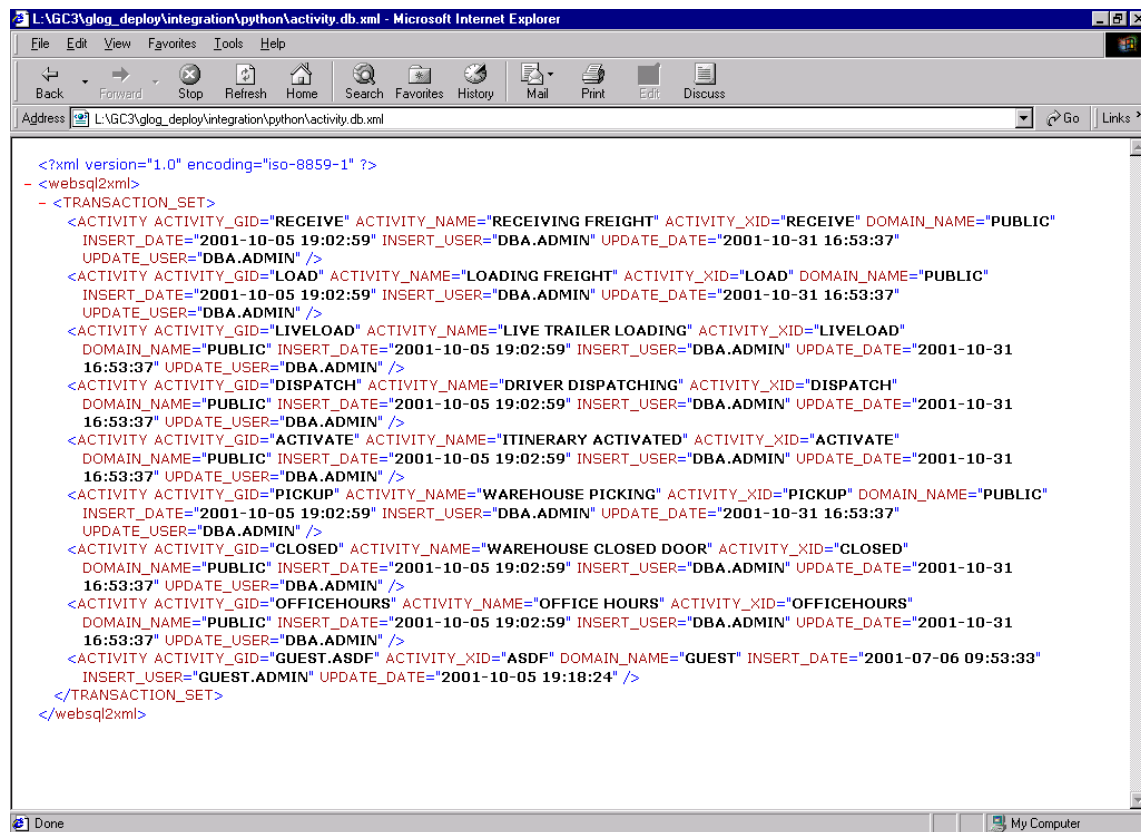 L:\GC3\glog_deploy\integration\python\activity.db.xml - Microsoft Internet Explorer
File Edit View Favorites Tools Help
Back Forward Stop Refresh Home Search Favorites History Mail Print Edit Discuss
Address L:\GC3\glog_deploy\integration\python\activity.db.xml Go Links »
<?xml version="1.0" encoding="iso-8859-1" ?>
- <websql2xml>
- <TRANSACTION_SET>
<ACTIVITY ACTIVITY_GID="RECEIVE" ACTIVITY_NAME="RECEIVING FREIGHT" ACTIVITY_XID="RECEIVE" DOMAIN_NAME="PUBLIC"
INSERT_DATE="2001-10-05 19:02:59" INSERT_USER="DBA.ADMIN" UPDATE_DATE="2001-10-31 16:53:37"
UPDATE_USER="DBA.ADMIN" />
<ACTIVITY ACTIVITY_GID="LOAD" ACTIVITY_NAME="LOADING FREIGHT" ACTIVITY_XID="LOAD" DOMAIN_NAME="PUBLIC"
INSERT_DATE="2001-10-05 19:02:59" INSERT_USER="DBA.ADMIN" UPDATE_DATE="2001-10-31 16:53:37"
UPDATE_USER="DBA.ADMIN" />
<ACTIVITY ACTIVITY_GID="LIVELOAD" ACTIVITY_NAME="LIVE TRAILER LOADING" ACTIVITY_XID="LIVELOAD"
DOMAIN_NAME="PUBLIC" INSERT_DATE="2001-10-05 19:02:59" INSERT_USER="DBA.ADMIN" UPDATE_DATE="2001-10-31
16:53:37" UPDATE_USER="DBA.ADMIN" />
<ACTIVITY ACTIVITY_GID="DISPATCH" ACTIVITY_NAME="DRIVER DISPATCHING" ACTIVITY_XID="DISPATCH"
DOMAIN_NAME="PUBLIC" INSERT_DATE="2001-10-05 19:02:59" INSERT_USER="DBA.ADMIN" UPDATE_DATE="2001-10-31
16:53:37" UPDATE_USER="DBA.ADMIN" />
<ACTIVITY ACTIVITY_GID="ACTIVATE" ACTIVITY_NAME="ITINERARY ACTIVATED" ACTIVITY_XID="ACTIVATE"
DOMAIN_NAME="PUBLIC" INSERT_DATE="2001-10-05 19:02:59" INSERT_USER="DBA.ADMIN" UPDATE_DATE="2001-10-31
16:53:37" UPDATE_USER="DBA.ADMIN" />
<ACTIVITY ACTIVITY_GID="PICKUP" ACTIVITY_NAME="WAREHOUSE PICKING" ACTIVITY_XID="PICKUP" DOMAIN_NAME="PUBLIC"
INSERT_DATE="2001-10-05 19:02:59" INSERT_USER="DBA.ADMIN" UPDATE_DATE="2001-10-31 16:53:37"
UPDATE_USER="DBA.ADMIN" />
<ACTIVITY ACTIVITY_GID="CLOSED" ACTIVITY_NAME="WAREHOUSE CLOSED DOOR" ACTIVITY_XID="CLOSED"
DOMAIN_NAME="PUBLIC" INSERT_DATE="2001-10-05 19:02:59" INSERT_USER="DBA.ADMIN" UPDATE_DATE="2001-10-31
16:53:37" UPDATE_USER="DBA.ADMIN" />
<ACTIVITY ACTIVITY_GID="OFFICEHOURS" ACTIVITY_NAME="OFFICE HOURS" ACTIVITY_XID="OFFICEHOURS"
DOMAIN_NAME="PUBLIC" INSERT_DATE="2001-10-05 19:02:59" INSERT_USER="DBA.ADMIN" UPDATE_DATE="2001-10-31
16:53:37" UPDATE_USER="DBA.ADMIN" />
<ACTIVITY ACTIVITY_GID="GUEST.ASDF" ACTIVITY_XID="ASDF" DOMAIN_NAME="GUEST" INSERT_DATE="2001-07-06 09:53:33"
INSERT_USER="GUEST.ADMIN" UPDATE_DATE="2001-10-05 19:18:24" />
</TRANSACTION_SET>
</websql2xml>
Done My Computer